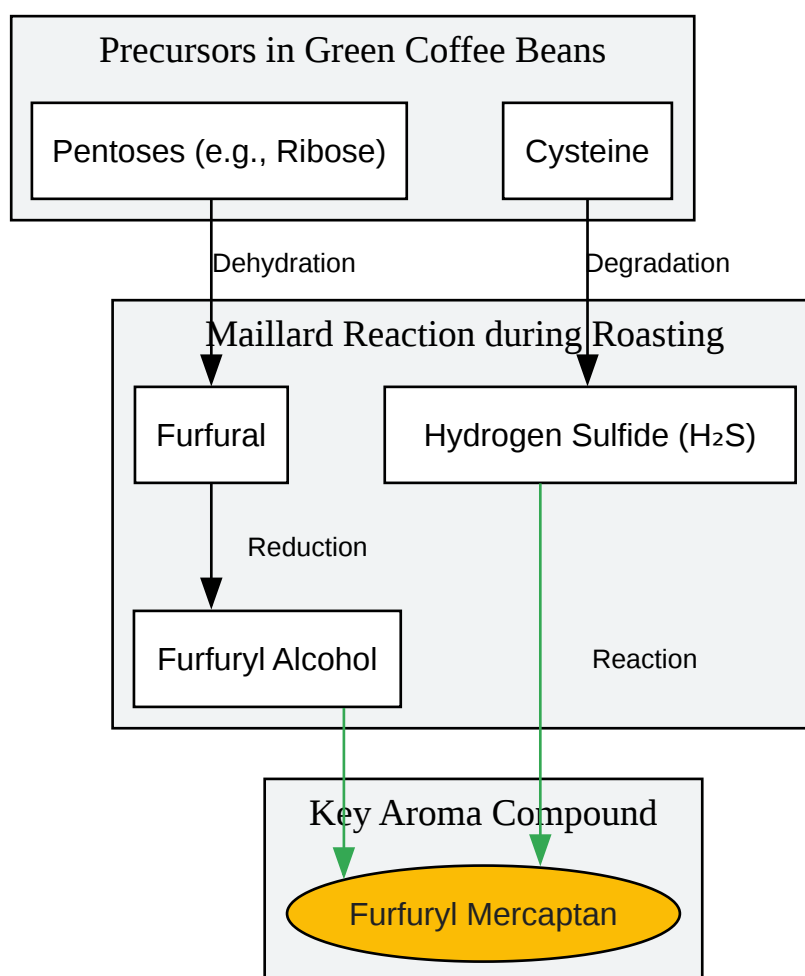 Precursors in Green Coffee Beans
Pentoses (e.g., Ribose)
Cysteine
Dehydration
Degradation
Maillard Reaction during Roasting
Furfural
Hydrogen Sulfide (H₂S)
Reduction
Furfuryl Alcohol
Reaction
Key Aroma Compound
Furfuryl Mercaptan